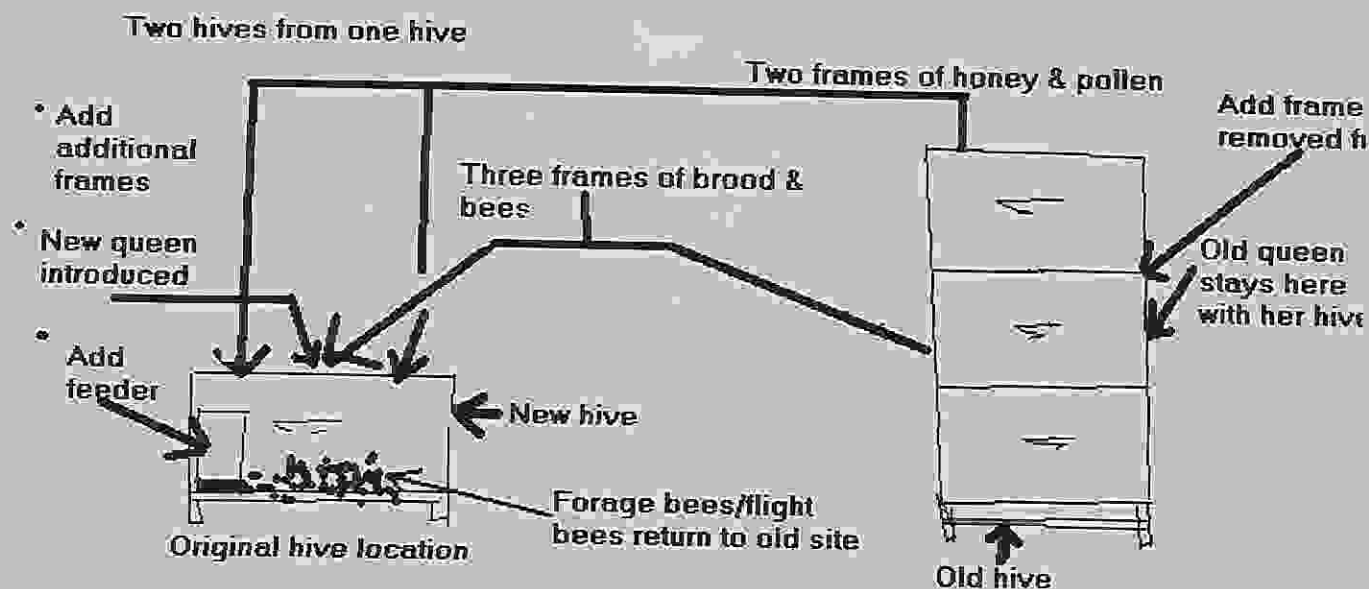 Two hives from one hive
Two frames of honey & pollen
Add frame
removed
• Add
additional
frames
Three frames of brood &
bees
• New queen
introduced
Old queen
stays here
with her hive
• Add
feeder
New hive
Forage bees/flight
bees return to old site
Original hive location
Old hive